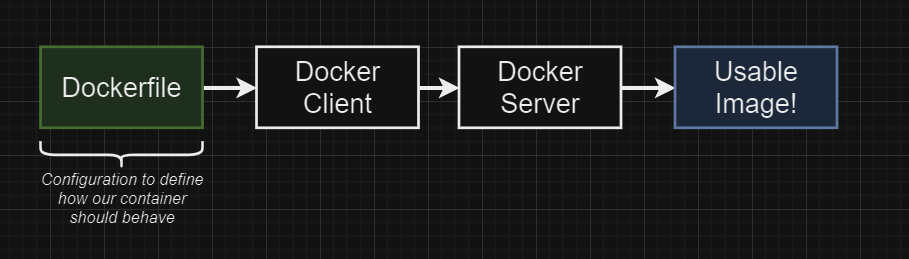 Dockerfile
Docker
Client
Docker
Server
Usable
Image!
Configuration to define
how our container
should behave